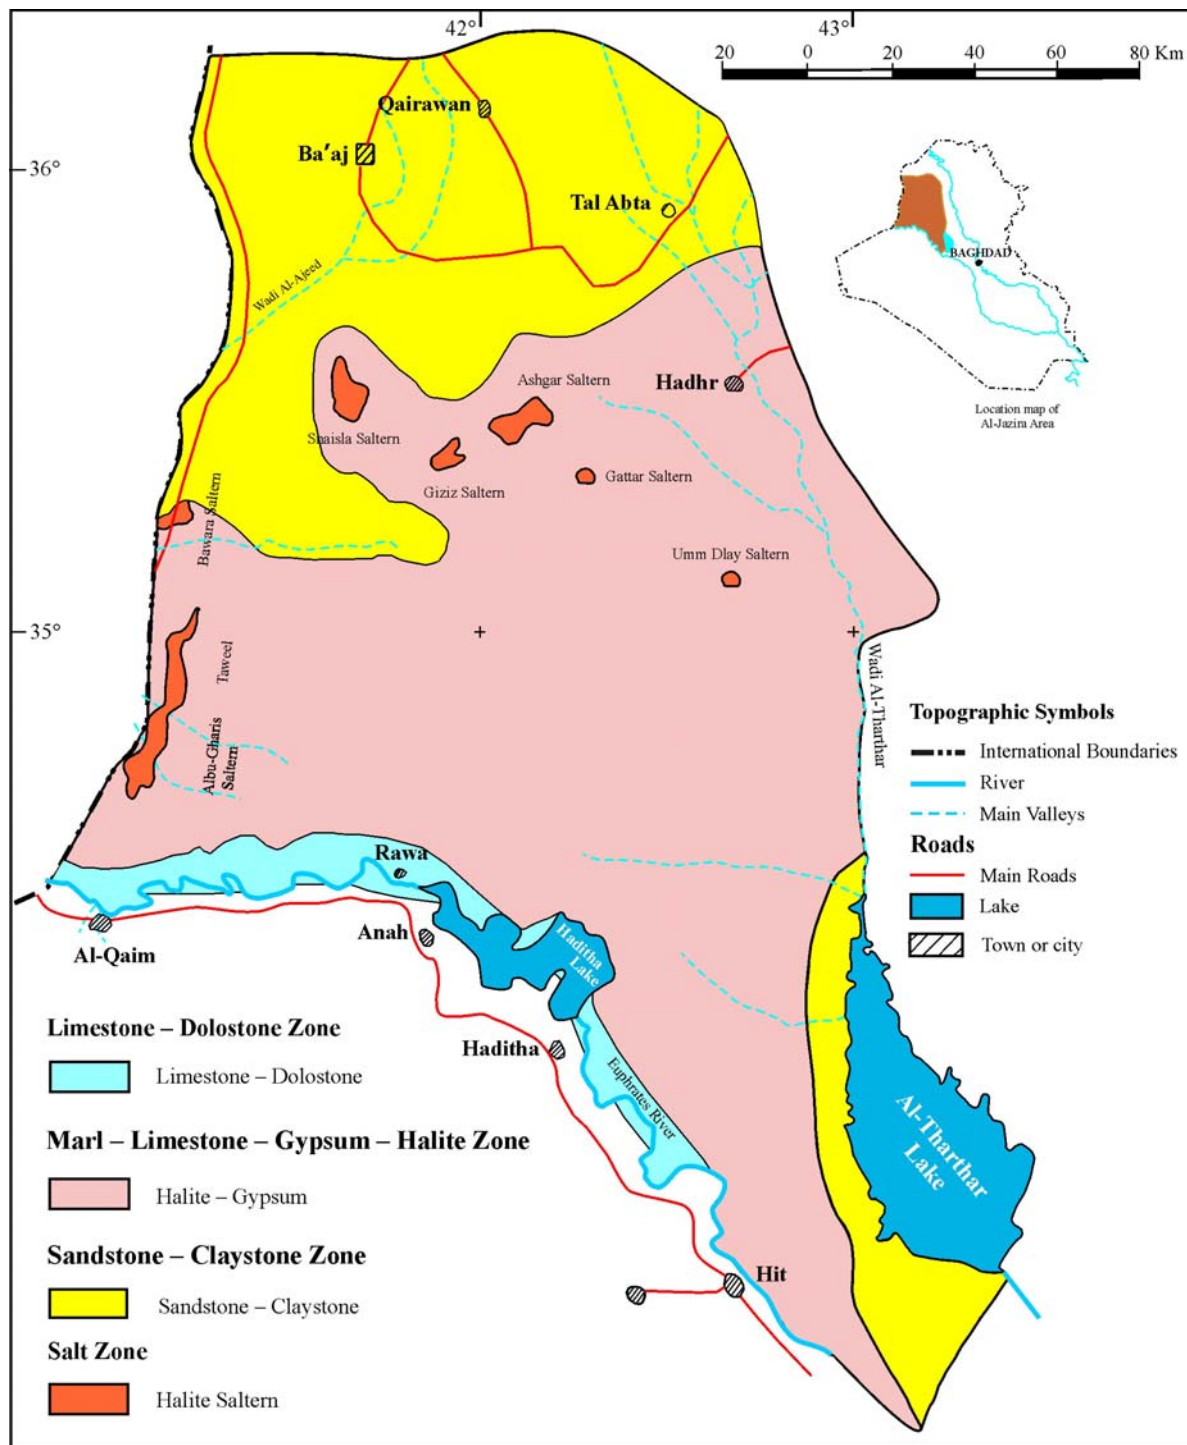 42°
43°
20 0 20 40 60 80 Km
Qairawan
Ba'aj
36°
Tal Abta
BAGHDAD
Wadi Al-Ajeed
Location map of
Al-Jazira Area
Hadhr
Ashgar Saltern
Shaisla Saltern
Giziz Saltern
Gattar Saltern
Bawara Saltern
Umm Dlay Saltern
35°
Taweel
Wadi Al-Tharthar
Albu-Gharis
Saltern
Topographic Symbols
International Boundaries
River
Main Valleys
Roads
Main Roads
Lake
Town or city
Rawa
Anah
Al-Qaim
Haditha
Lake
Haditha
Euphrates River
Al-Tharthar
Lake
Hit
Limestone – Dolostone Zone
Limestone – Dolostone
Marl – Limestone – Gypsum – Halite Zone
Halite – Gypsum
Sandstone – Claystone Zone
Sandstone – Claystone
Salt Zone
Halite Saltern